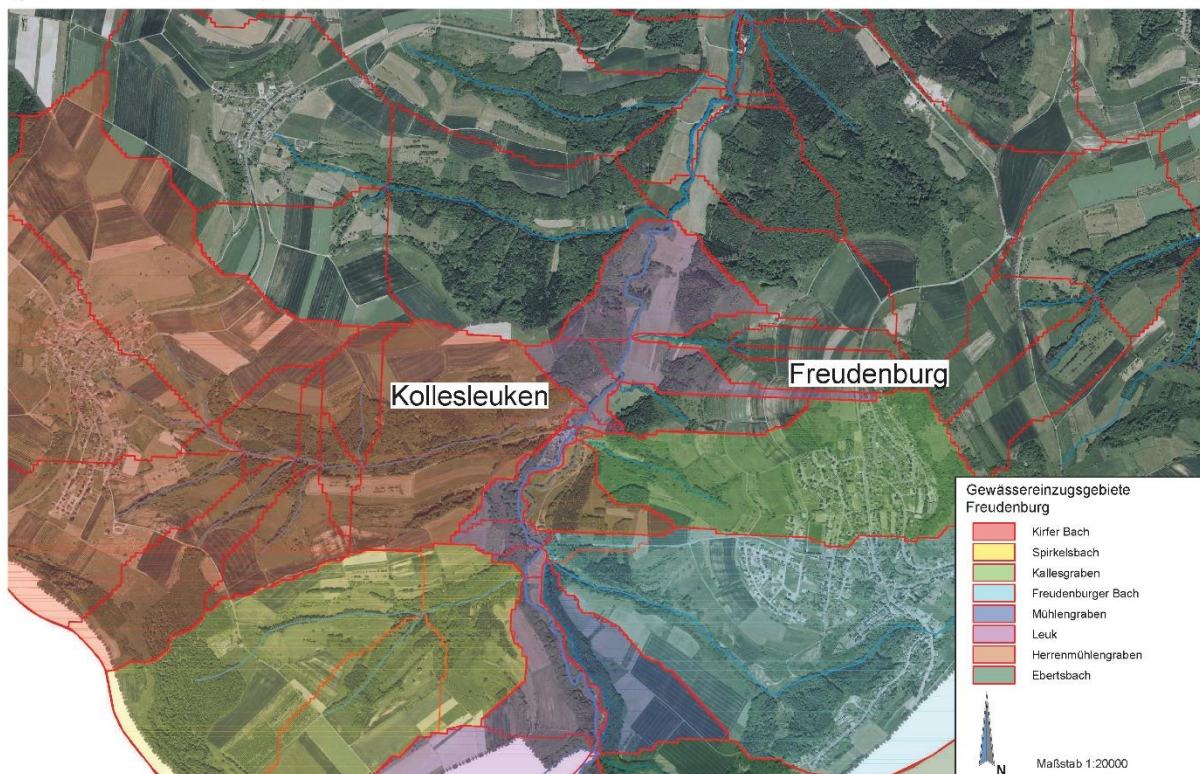 Kollesleuken
Freudenburg
Gewässereinzugsgebiete
Freudenburg
Kirfer Bach
Spirkelsbach
Kallesgraben
Freudenburger Bach
Mühlengraben
Leuk
Herrenmühlengraben
Ebertsbach
N
Maßstab 1:20000